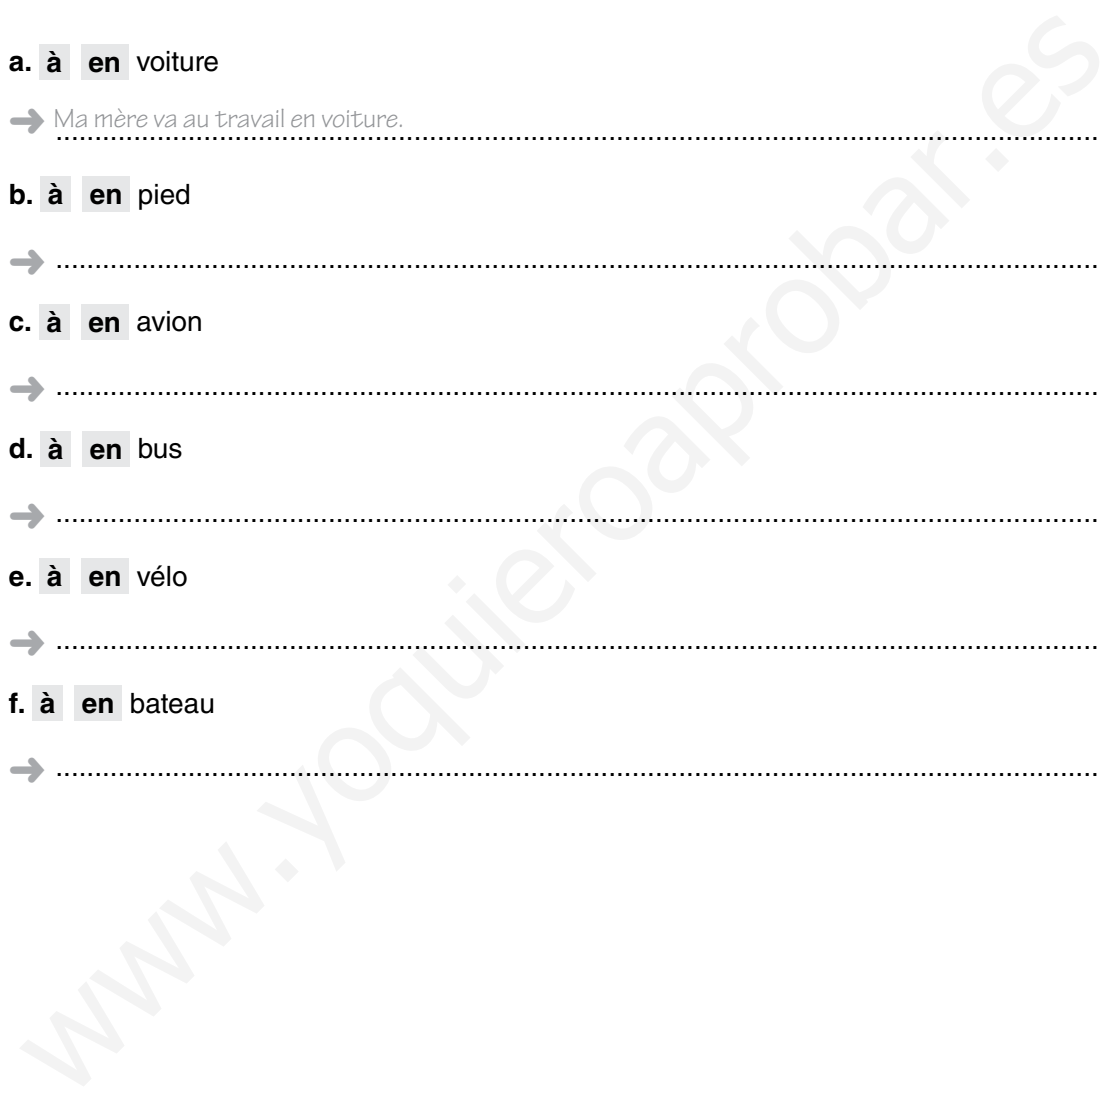 a. à en voiture
➜ Ma mère va au travail en voiture.
b. à en pied
➜ ........................................
c. à en avion
➜ ........................................
d. à en bus
➜ ........................................
e. à en vélo
➜ ........................................
f. à en bateau
➜ ........................................
www.yoquieroaprobar.es